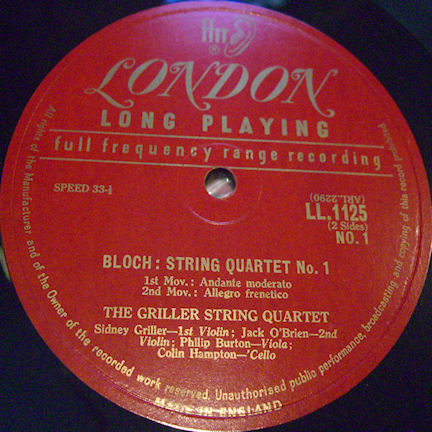 ffrr
®
LONDON
LONG PLAYING
full frequency range recording
SPEED 33⅓
(ARL.2290)
LL.1125
(2 Sides)
NO. 1
BLOCH: STRING QUARTET No. 1
1st Mov.: Andante moderato
2nd Mov.: Allegro frenetico
THE GRILLER STRING QUARTET
Sidney Griller—1st Violin; Jack O'Brien—2nd
Violin; Philip Burton—Viola;
Colin Hampton—'Cello
All rights of the Manufacturer and of the Owner of the recorded work reserved. Unauthorised public performance, broadcasting and copying of this record prohibited.
MADE IN ENGLAND